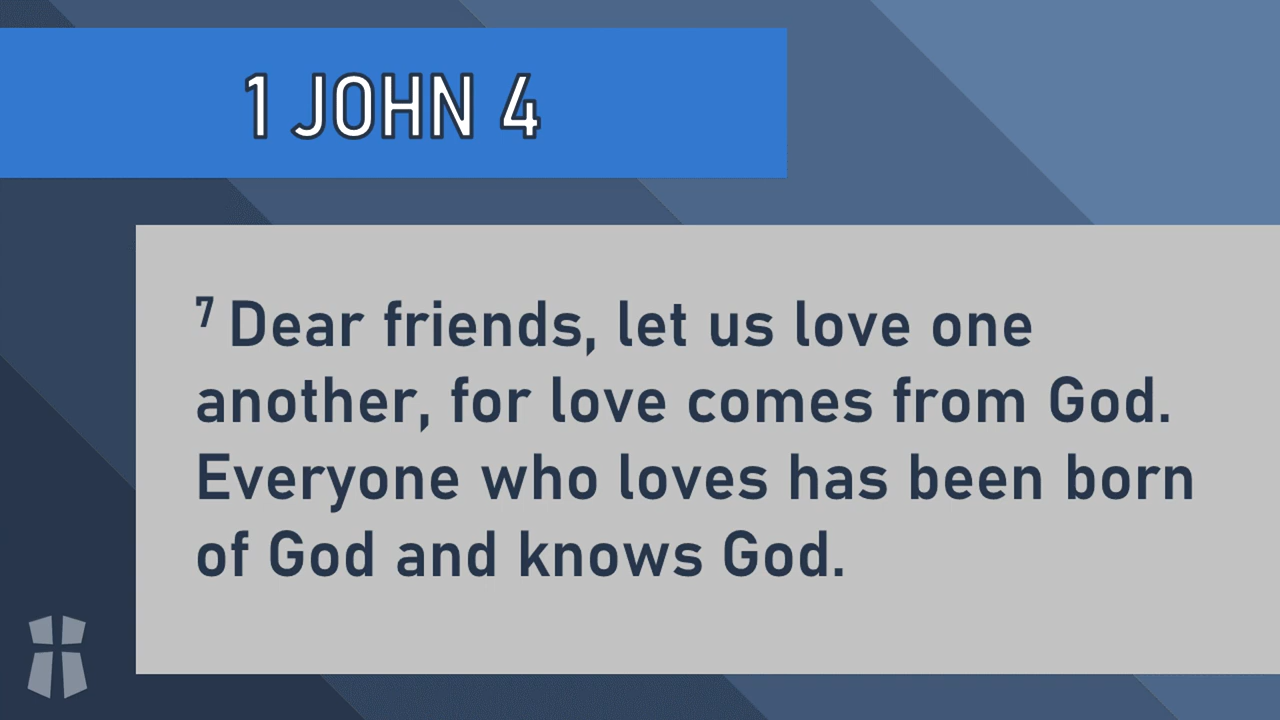 1 JOHN 4
⁷ Dear friends, let us love one
another, for love comes from God.
Everyone who loves has been born
of God and knows God.